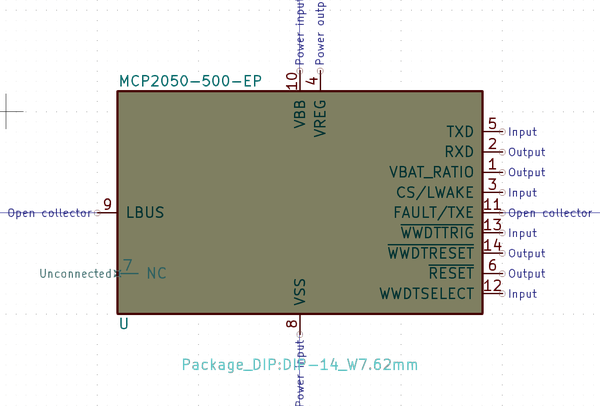 Power input
Power outp
MCP2050-500-EP
10
4
VBB
VREG
TXD 5 Input
RXD 2 Output
VBAT_RATIO 1 Output
CS/LWAKE 3 Input
Open collector 9 LBUS
FAULT/TXE 11 Open collector
WWDTTRIG 13 Input
WWDTRESET 14 Output
Unconnected 7 NC
RESET 6 Output
WWDTSELECT 12 Input
VSS
U
8
Package_DIP:DIP-14_W7.62mm
Power input